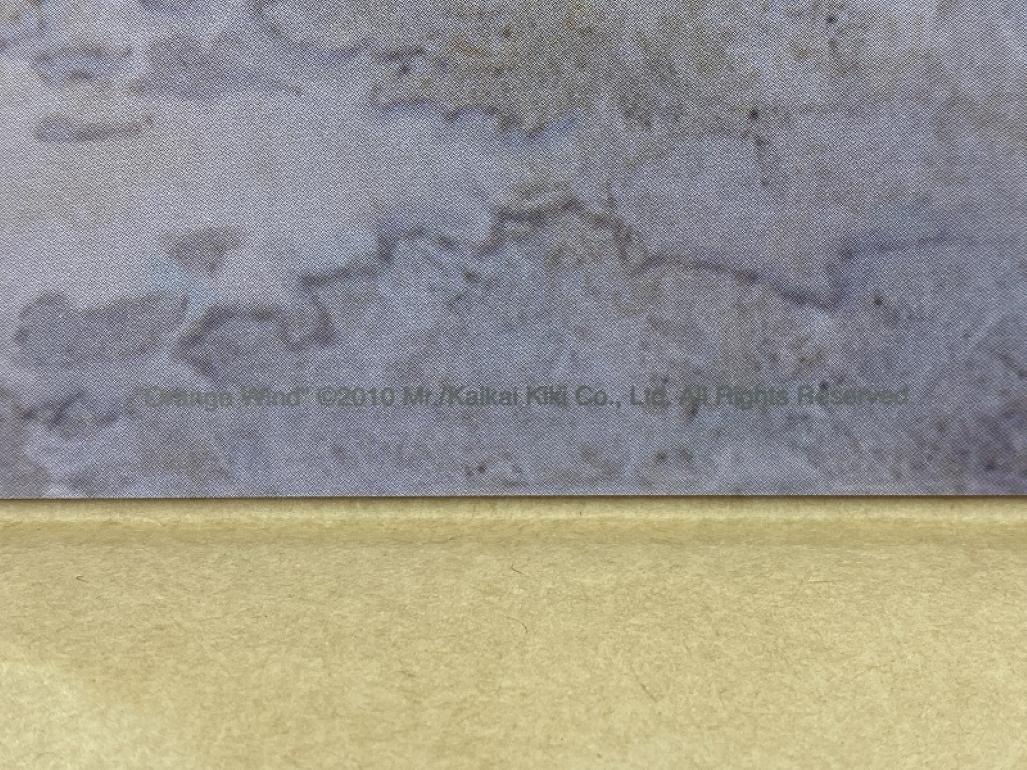 "Orange Wind" ©2010 Mr./Kaikai Kiki Co., Ltd. All Rights Reserved.